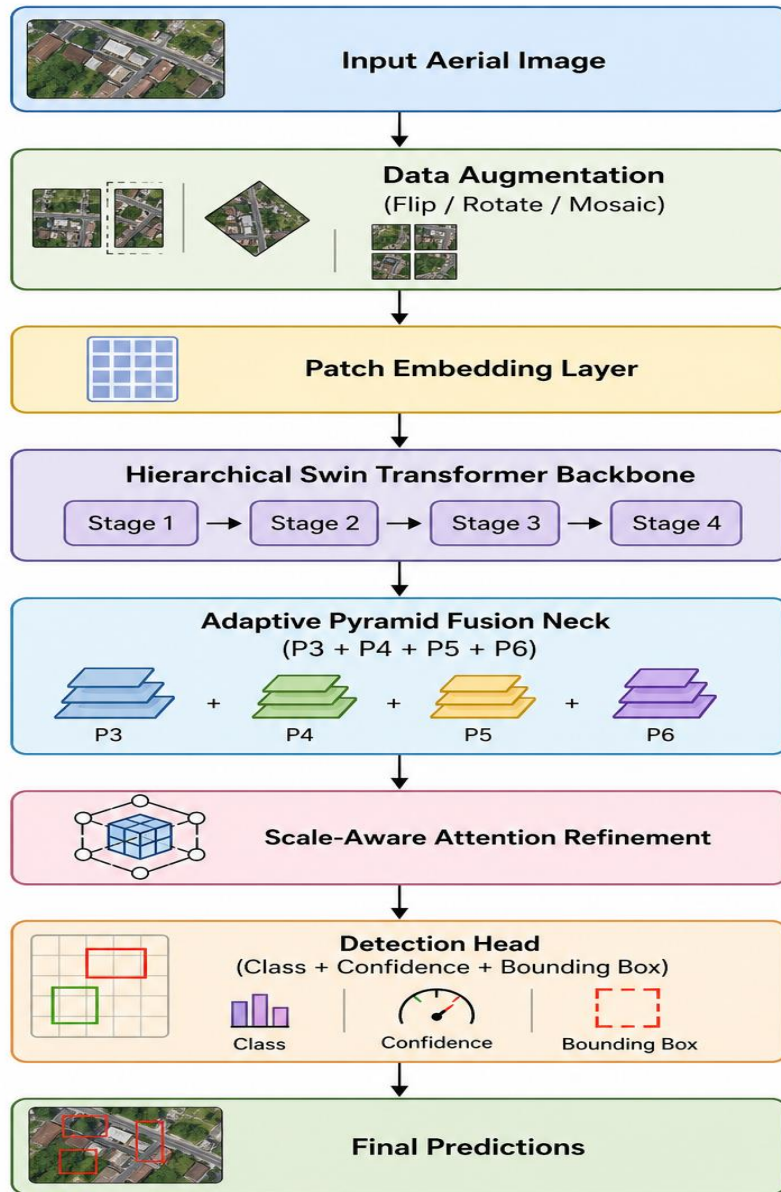 Input Aerial Image
Data Augmentation
(Flip / Rotate / Mosaic)
Patch Embedding Layer
Hierarchical Swin Transformer Backbone
Stage 1
Stage 2
Stage 3
Stage 4
Adaptive Pyramid Fusion Neck
(P3 + P4 + P5 + P6)
+ + +
P3 P4 P5 P6
Scale-Aware Attention Refinement
Detection Head
(Class + Confidence + Bounding Box)
Class Confidence Bounding Box
Final Predictions